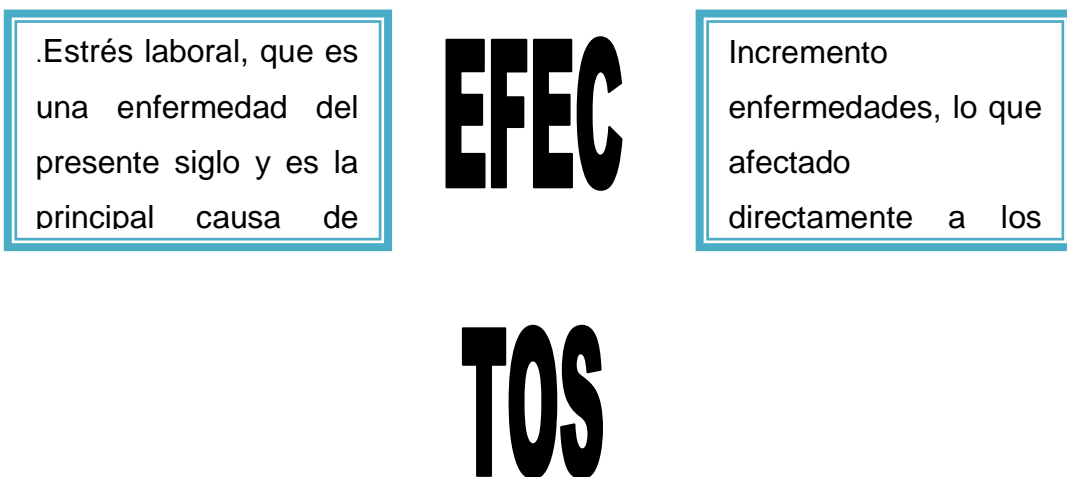 .Estrés laboral, que es
una enfermedad del
presente siglo y es la
principal causa de
EFEC
TOS
Incremento
enfermedades, lo que
afectado
directamente a los